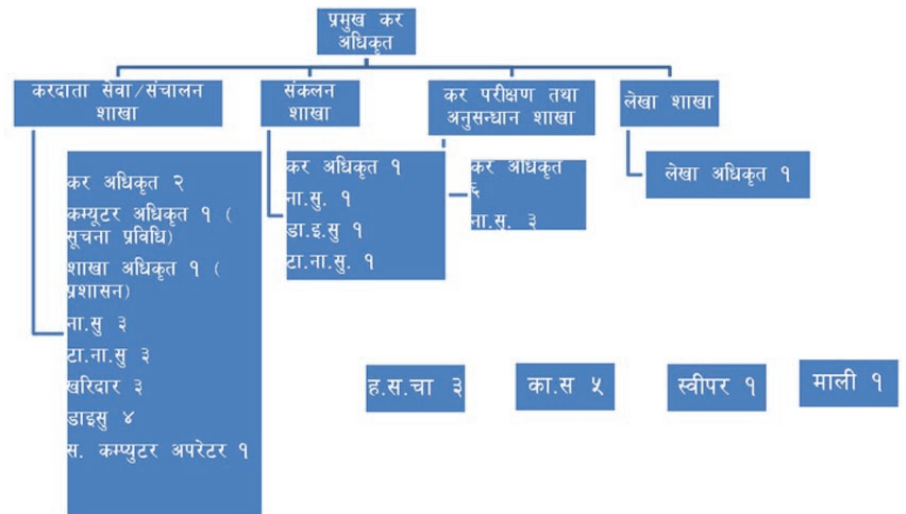 प्रमुख कर
अधिकृत
करदाता सेवा/संचालन
शाखा
संकलन
शाखा
कर परीक्षण तथा
अनुसन्धान शाखा
लेखा शाखा
कर अधिकृत २
कम्यूटर अधिकृत १ (
सूचना प्रविधि)
शाखा अधिकृत १ (
प्रशासन)
ना.सु ३
टा.ना.सु ३
खरिदार ३
डाइसु ४
स. कम्प्युटर अपरेटर १
कर अधिकृत १
ना.सु. १
डा.इ.सु १
टा.ना.सु. १
कर अधिकृत
६
ना.सु. ३
लेखा अधिकृत १
ह.स.चा ३
का.स ५
स्वीपर १
माली १